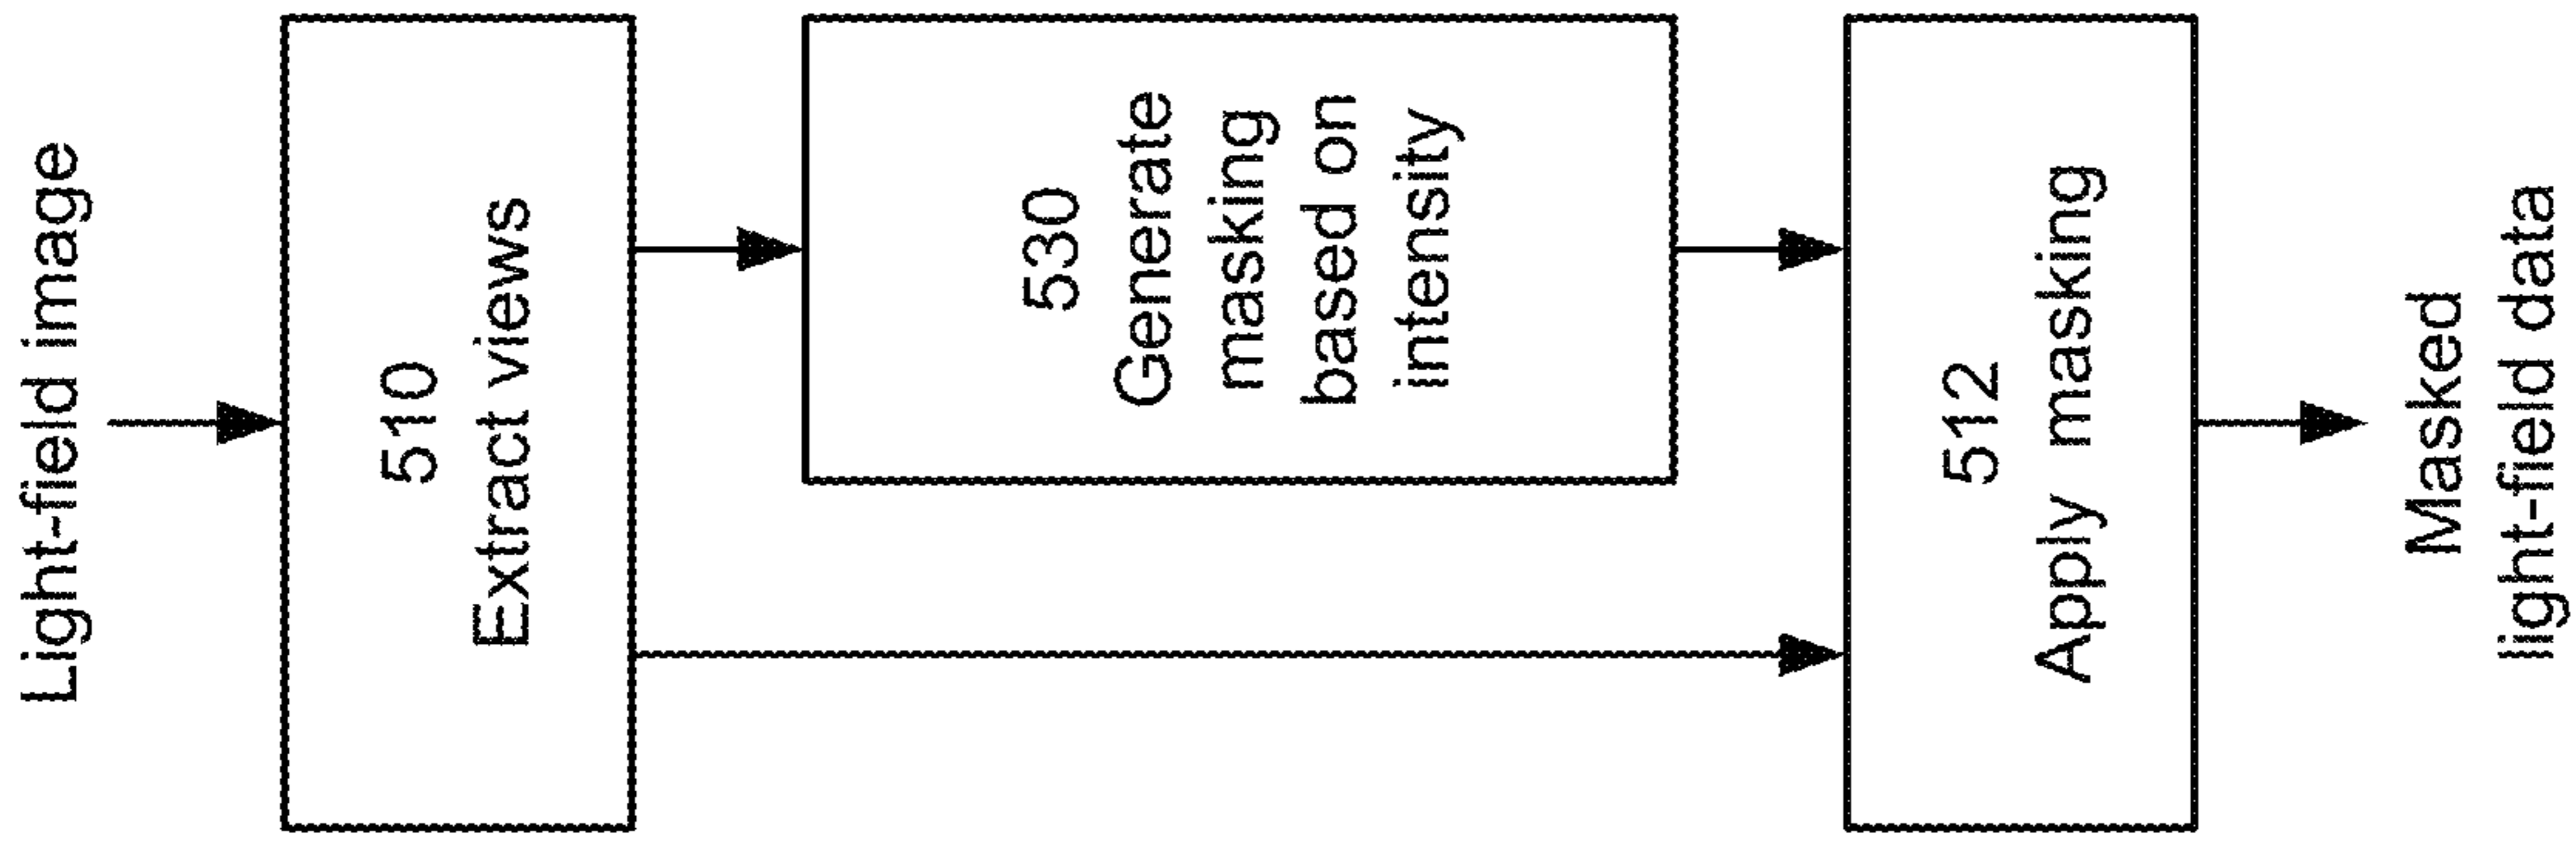 Light-field image
510
Extract views
530
Generate
masking
based on
intensity
512
Apply masking
Masked
light-field data